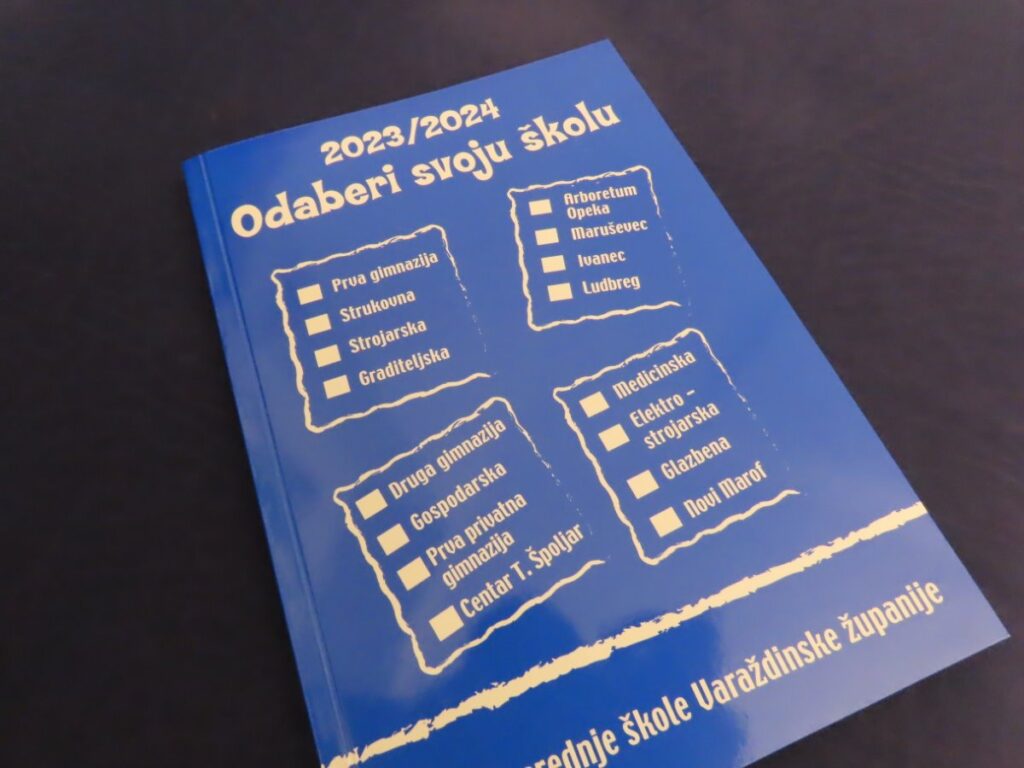 2023/2024
Odaberi svoju školu
Prva gimnazija
Strukovna
Strojarska
Graditeljska
Arboretum
Opeka
Maruševec
Ivanec
Ludbreg
Druga gimnazija
Gospodarska
Prva privatna
gimnazija
Centar T. Špoljar
Medicinska
Elektro –
strojarska
Glazbena
Novi Marof
škole Varaždinske županije